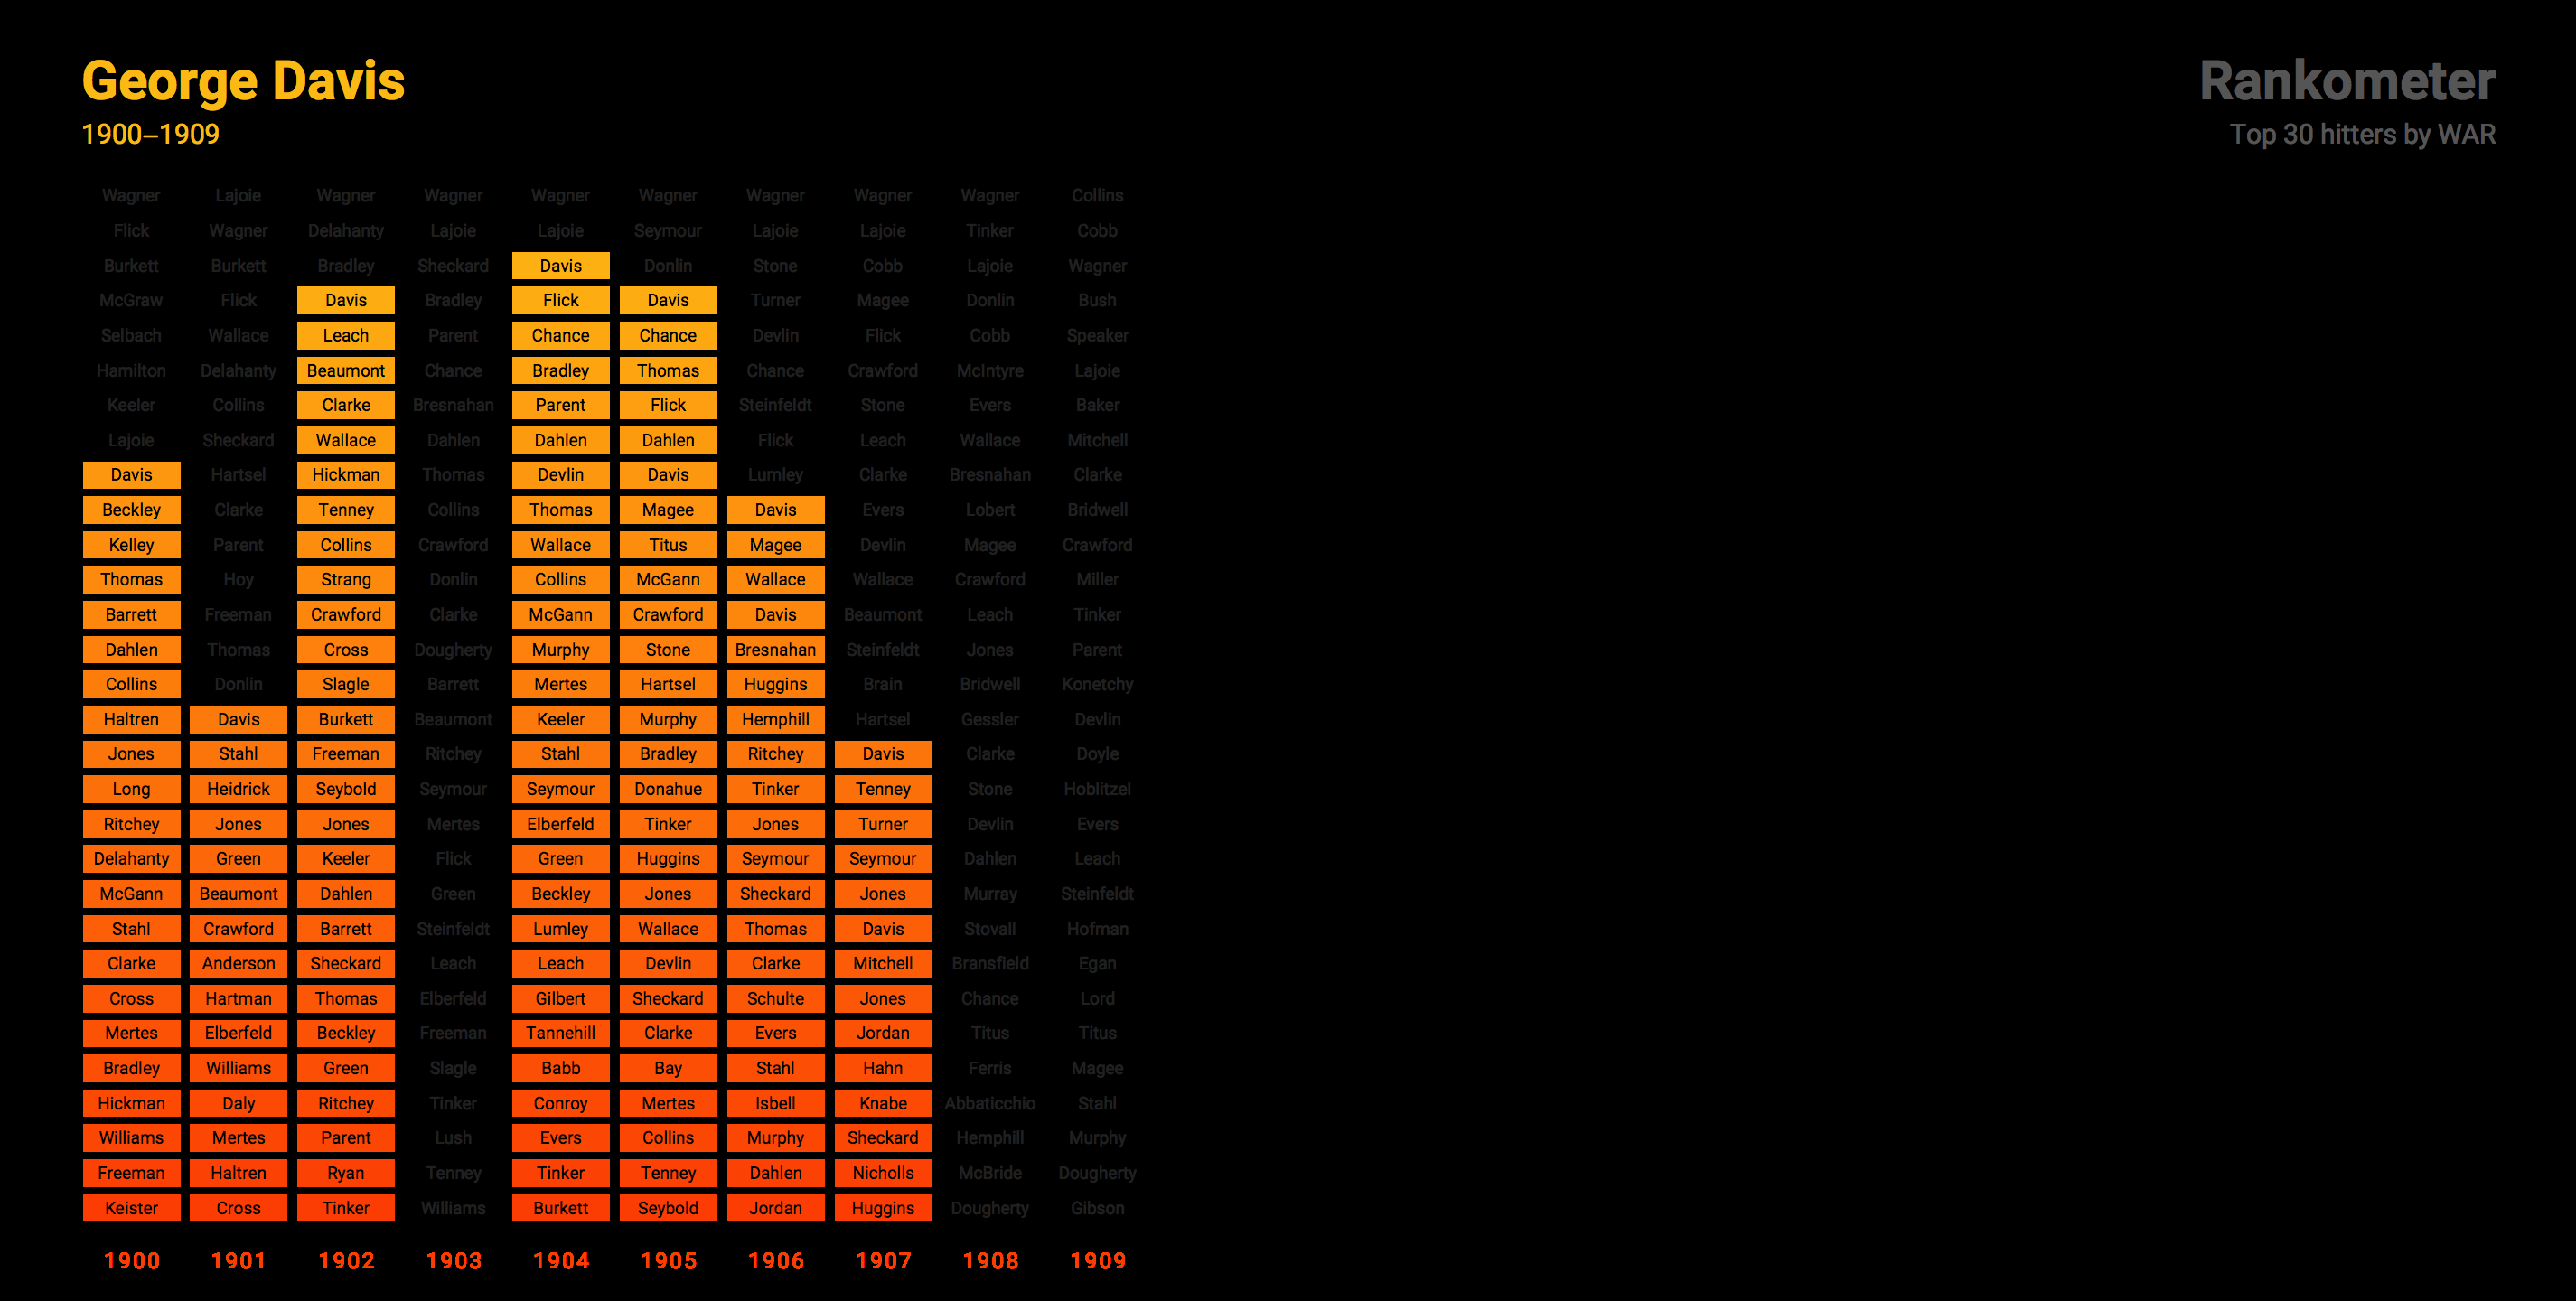 George Davis
Rankometer
1900–1909
Top 30 hitters by WAR
Wagner Lajoie Wagner Wagner Wagner Wagner Wagner Wagner Wagner Collins
Flick Wagner Delahanty Lajoie Lajoie Seymour Lajoie Lajoie Tinker Cobb
Burkett Burkett Bradley Sheckard Davis Donlin Stone Cobb Lajoie Wagner
McGraw Flick Davis Bradley Flick Davis Turner Magee Donlin Bush
Selbach Wallace Leach Parent Chance Chance Devlin Flick Cobb Speaker
Hamilton Delahanty Beaumont Chance Bradley Thomas Chance Crawford McIntyre Lajoie
Keeler Collins Clarke Bresnahan Parent Flick Steinfeldt Stone Evers Baker
Lajoie Sheckard Wallace Dahlen Dahlen Dahlen Flick Leach Wallace Mitchell
Davis Hartsel Hickman Thomas Devlin Davis Lumley Clarke Bresnahan Clarke
Beckley Clarke Tenney Collins Thomas Magee Davis Evers Lobert Bridwell
Kelley Parent Collins Crawford Wallace Titus Magee Devlin Magee Crawford
Thomas Hoy Strang Donlin Collins McGann Wallace Wallace Crawford Miller
Barrett Freeman Crawford Clarke McGann Crawford Davis Beaumont Leach Tinker
Dahlen Thomas Cross Dougherty Murphy Stone Bresnahan Steinfeldt Jones Parent
Collins Donlin Slagle Barrett Mertes Hartsel Huggins Brain Bridwell Konetchy
Haltren Davis Burkett Beaumont Keeler Murphy Hemphill Hartsel Gessler Devlin
Jones Stahl Freeman Ritchey Stahl Bradley Ritchey Davis Clarke Doyle
Long Heidrick Seybold Seymour Seymour Donahue Tinker Tenney Stone Hoblitzel
Ritchey Jones Jones Mertes Elberfeld Tinker Jones Turner Devlin Evers
Delahanty Green Keeler Flick Green Huggins Seymour Seymour Dahlen Leach
McGann Beaumont Dahlen Green Beckley Jones Sheckard Jones Murray Steinfeldt
Stahl Crawford Barrett Steinfeldt Lumley Wallace Thomas Davis Stovall Hofman
Clarke Anderson Sheckard Leach Leach Devlin Clarke Mitchell Bransfield Egan
Cross Hartman Thomas Elberfeld Gilbert Sheckard Schulte Jones Chance Lord
Mertes Elberfeld Beckley Freeman Tannehill Clarke Evers Jordan Titus Titus
Bradley Williams Green Slagle Babb Bay Stahl Hahn Ferris Magee
Hickman Daly Ritchey Tinker Conroy Mertes Isbell Knabe Abbaticchio Stahl
Williams Mertes Parent Lush Evers Collins Murphy Sheckard Hemphill Murphy
Freeman Haltren Ryan Tenney Tinker Tenney Dahlen Nicholls McBride Dougherty
Keister Cross Tinker Williams Burkett Seybold Jordan Huggins Dougherty Gibson
1900 1901 1902 1903 1904 1905 1906 1907 1908 1909